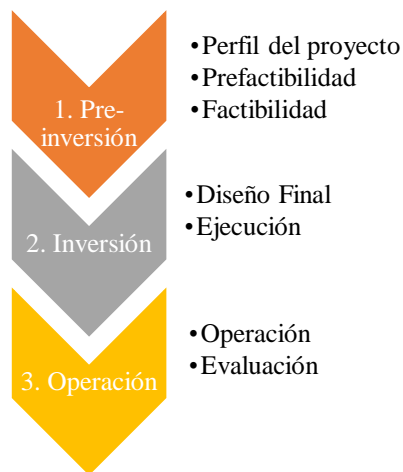 1. Pre-
inversión
•Perfil del proyecto
•Prefactibilidad
•Factibilidad
2. Inversión
•Diseño Final
•Ejecución
3. Operación
•Operación
•Evaluación